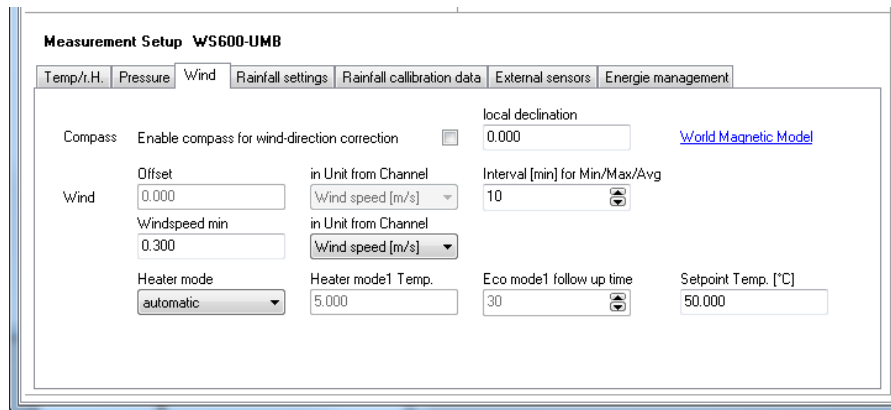 Measurement Setup WS600-UMB
Temp/r.H. Pressure Wind Rainfall settings Rainfall callibration data External sensors Energie management
local declination
Compass Enable compass for wind-direction correction 0.000 World Magnetic Model
Offset in Unit from Channel Interval [min] for Min/Max/Avg
Wind 0.000 Wind speed [m/s] 10
Windspeed min in Unit from Channel
0.300 Wind speed [m/s]
Heater mode Heater mode1 Temp. Eco mode1 follow up time Setpoint Temp. [°C]
automatic 5.000 30 50.000